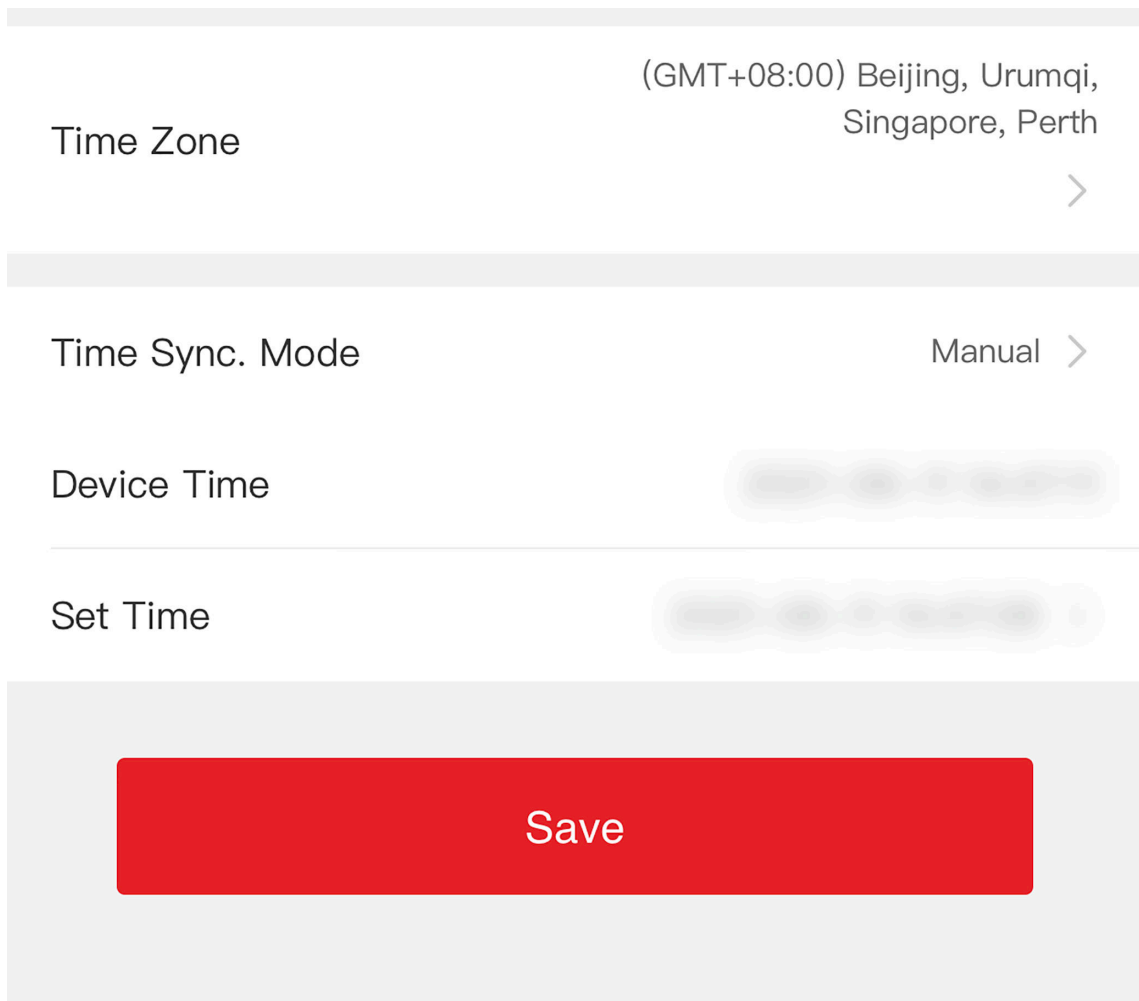 (GMT+08:00) Beijing, Urumqi,
Singapore, Perth
Time Zone
Time Sync. Mode
Manual
Device Time
Set Time
Save